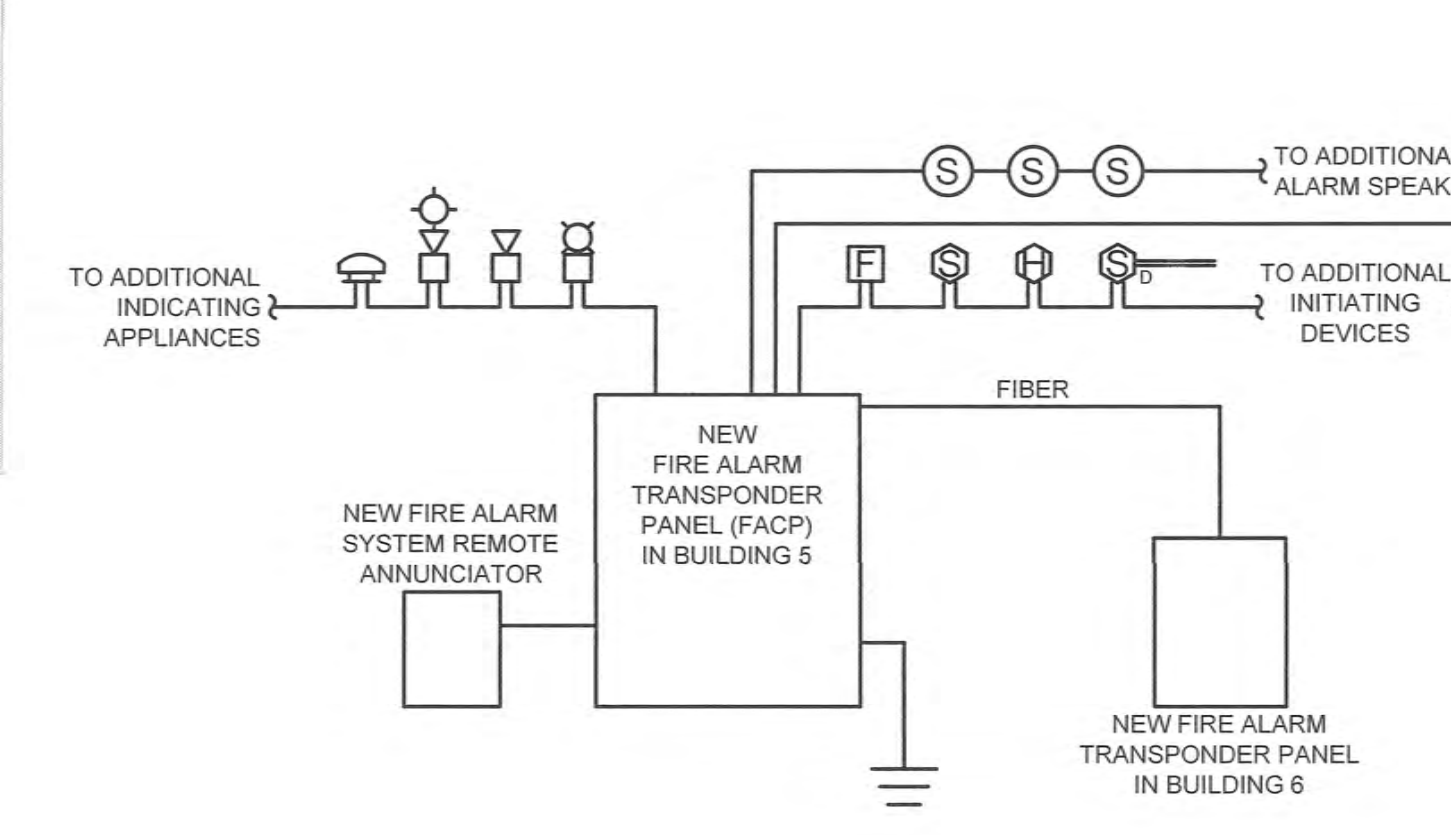 S S S
TO ADDITIONA
ALARM SPEAK
TO ADDITIONAL
INDICATING
APPLIANCES
F S H S D
TO ADDITIONAL
INITIATING
DEVICES
FIBER
NEW
FIRE ALARM
TRANSPONDER
PANEL (FACP)
IN BUILDING 5
NEW FIRE ALARM
SYSTEM REMOTE
ANNUNCIATOR
NEW FIRE ALARM
TRANSPONDER PANEL
IN BUILDING 6